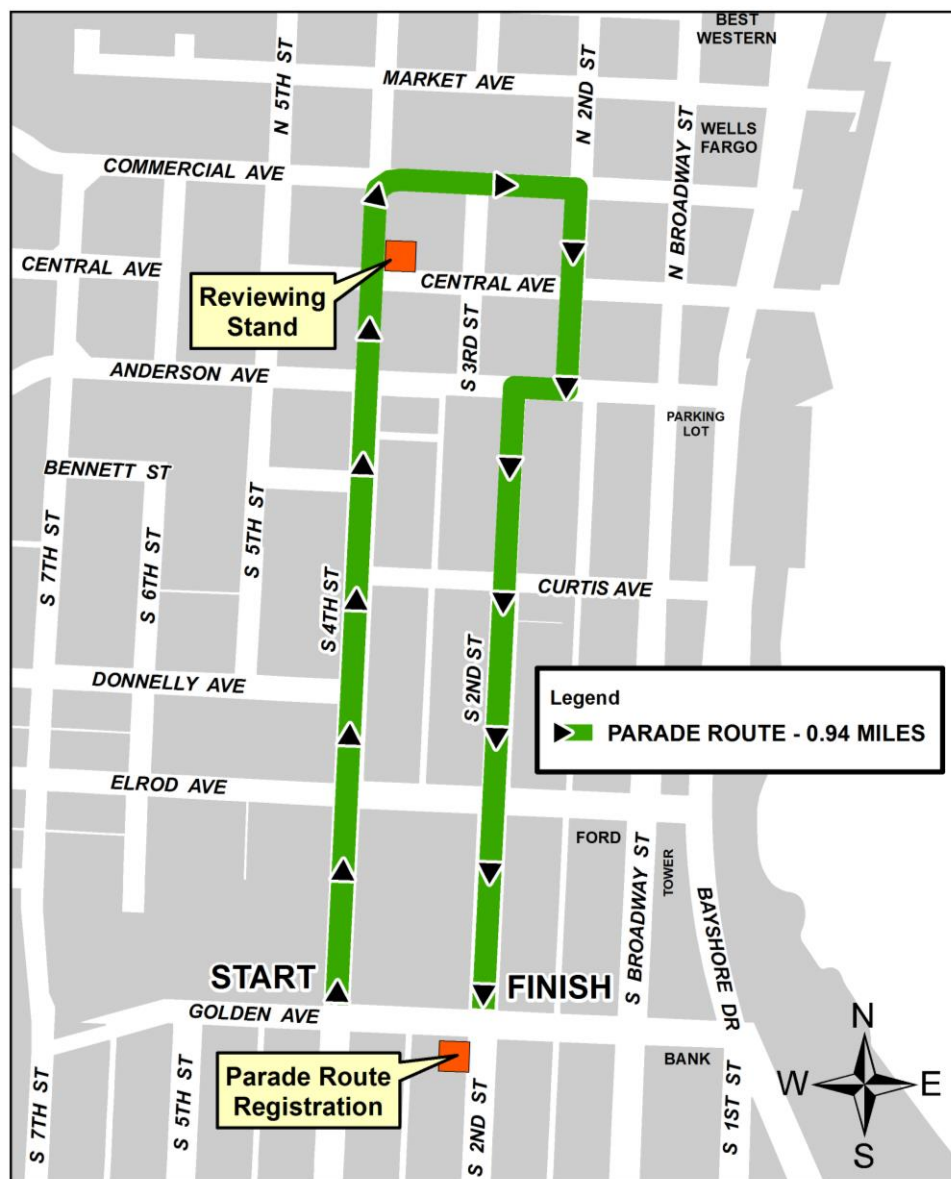 BEST
WESTERN
MARKET AVE
N 5TH ST
N 2ND ST
N BROADWAY ST
WELLS
FARGO
COMMERCIAL AVE
CENTRAL AVE
CENTRAL AVE
Reviewing
Stand
S 3RD ST
ANDERSON AVE
PARKING
LOT
BENNETT ST
S 7TH ST
S 6TH ST
S 5TH ST
S 4TH ST
CURTIS AVE
S 2ND ST
DONNELLY AVE
Legend
PARADE ROUTE - 0.94 MILES
ELROD AVE
FORD
TOWER
S BROADWAY ST
BAYSHORE DR
START
FINISH
GOLDEN AVE
Parade Route
Registration
BANK
S 7TH ST
S 5TH ST
S 2ND ST
S 1ST ST
N
W E
S